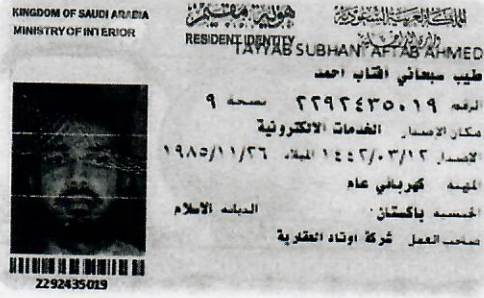 KINGDOM OF SAUDI ARABIA
MINISTRY OF INTERIOR
هوية مقيم
المملكة العربية السعودية
وزارة الداخلية
RESIDENT IDENTITY
TAYYAB SUBHANI AFTAB AHMED
طيب سبحاني افتاب احمد
الرقم ٢٢٩٢٤٣٥٠١٩ نسخة ٩
مكان الإصدار الخدمات الالكترونية
الاصدار ١٤٤٢/٠٣/١٢ الميلاد ١٩٨٥/١١/٢٦
المهنة كهربائي عام
الجنسية باكستان الديانة الاسلام
صاحب العمل شركة اوتاد العقارية
2292435019